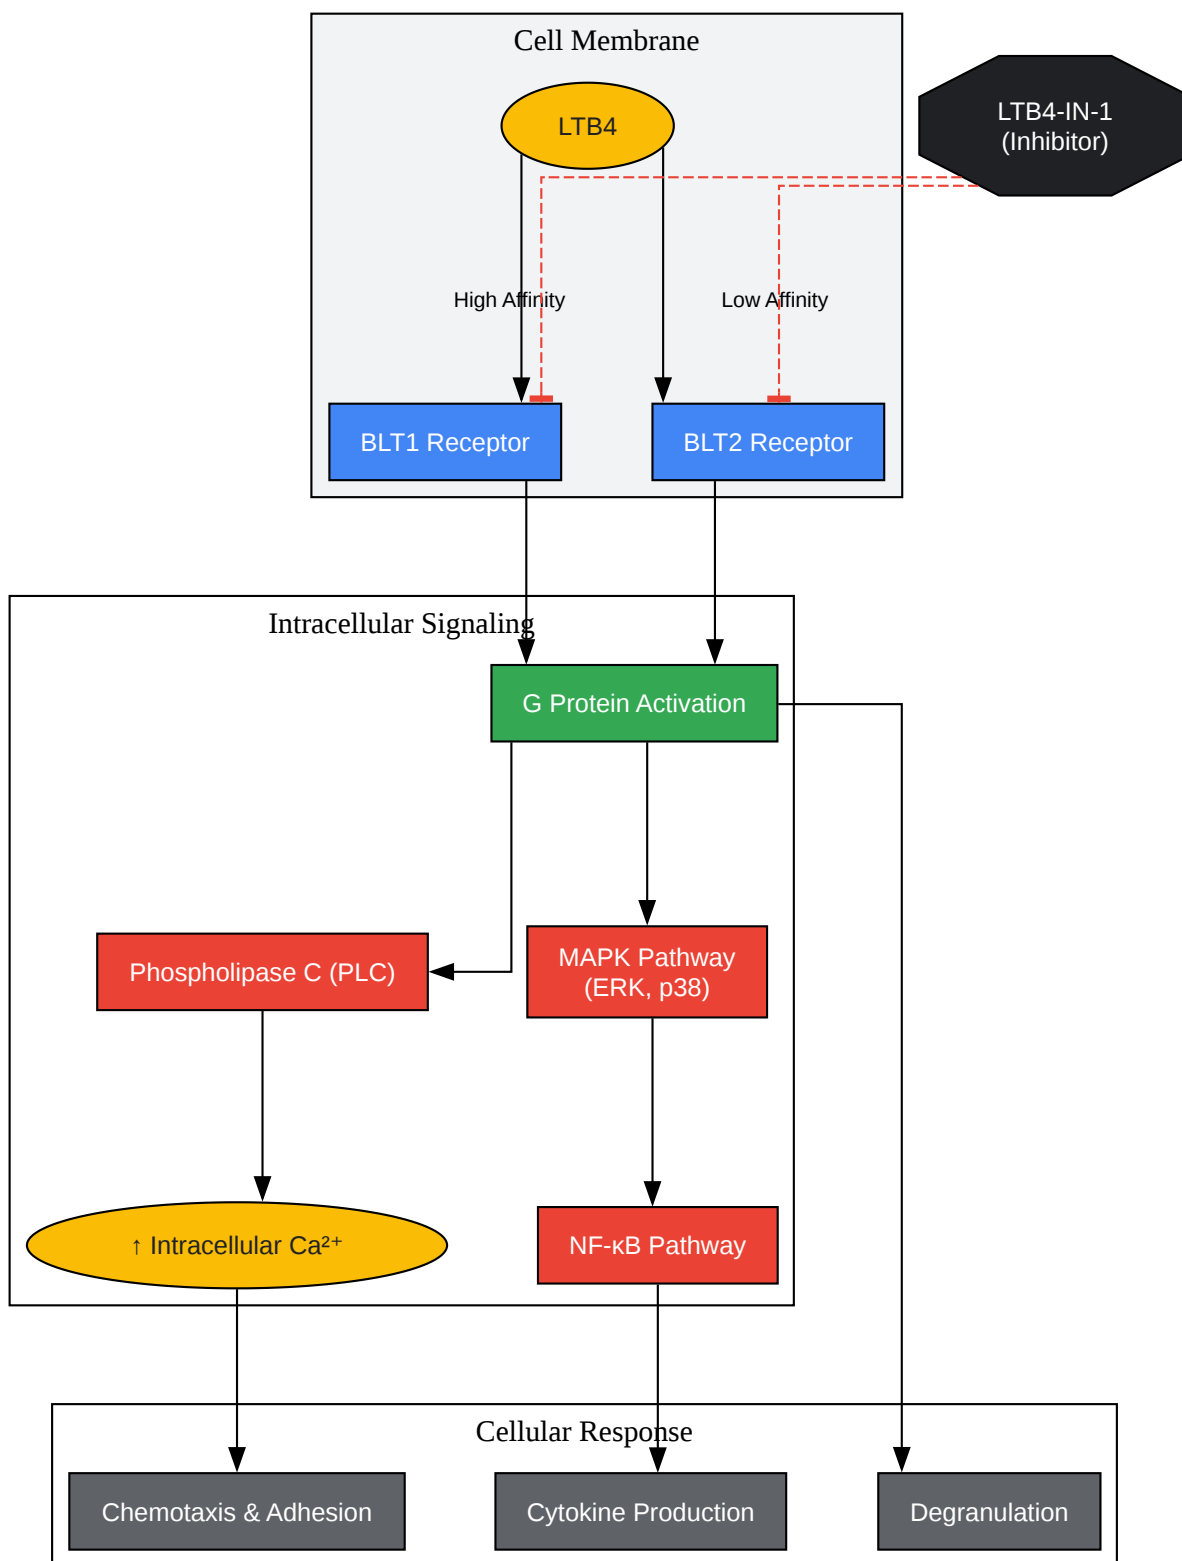 Cell Membrane
LTB4
LTB4-IN-1
(Inhibitor)
High Affinity
Low Affinity
BLT1 Receptor
BLT2 Receptor
Intracellular Signaling
G Protein Activation
Phospholipase C (PLC)
MAPK Pathway
(ERK, p38)
↑ Intracellular Ca²⁺
NF-κB Pathway
Cellular Response
Chemotaxis & Adhesion
Cytokine Production
Degranulation